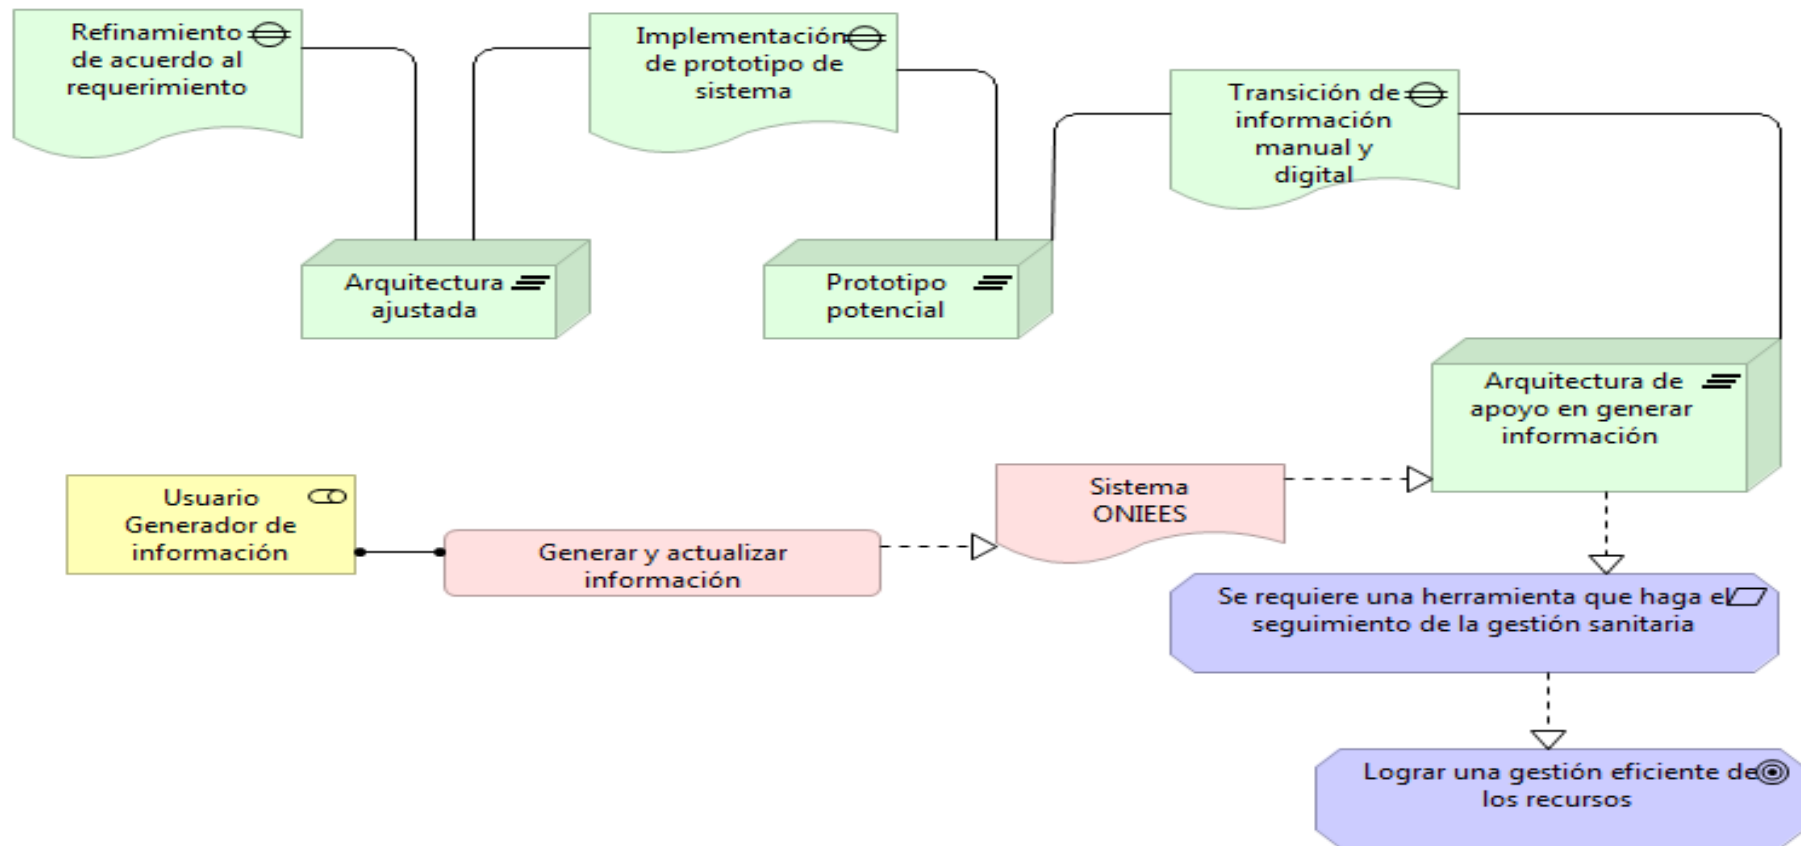 Refinamiento
de acuerdo al
requerimiento
Implementación
de prototipo de
sistema
Transición de
información
manual y
digital
Arquitectura
ajustada
Prototipo
potencial
Arquitectura de
apoyo en generar
información
Usuario
Generador de
información
Generar y actualizar
información
Sistema
ONIEES
Se requiere una herramienta que haga el
seguimiento de la gestión sanitaria
Lograr una gestión eficiente de
los recursos